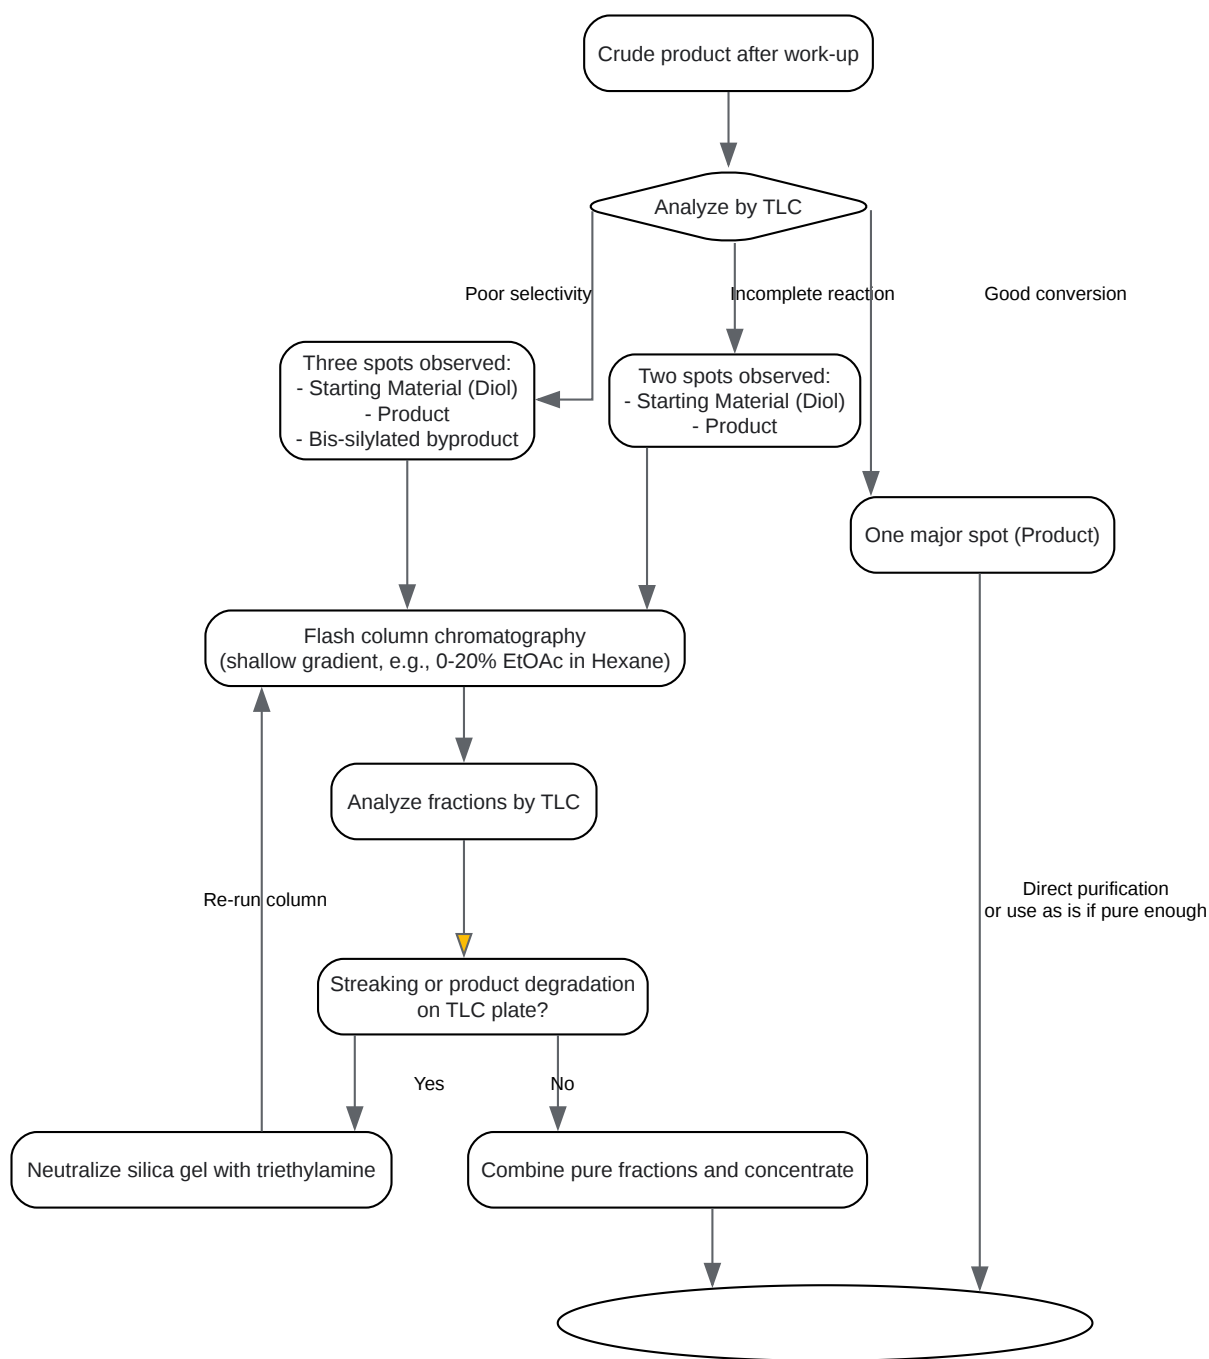 Crude product after work-up
Analyze by TLC
Poor selectivity
Incomplete reaction
Good conversion
Three spots observed:
- Starting Material (Diol)
- Product
- Bis-silylated byproduct
Two spots observed:
- Starting Material (Diol)
- Product
One major spot (Product)
Flash column chromatography
(shallow gradient, e.g., 0-20% EtOAc in Hexane)
Analyze fractions by TLC
Re-run column
Direct purification
or use as is if pure enough
Streaking or product degradation
on TLC plate?
Yes
No
Neutralize silica gel with triethylamine
Combine pure fractions and concentrate